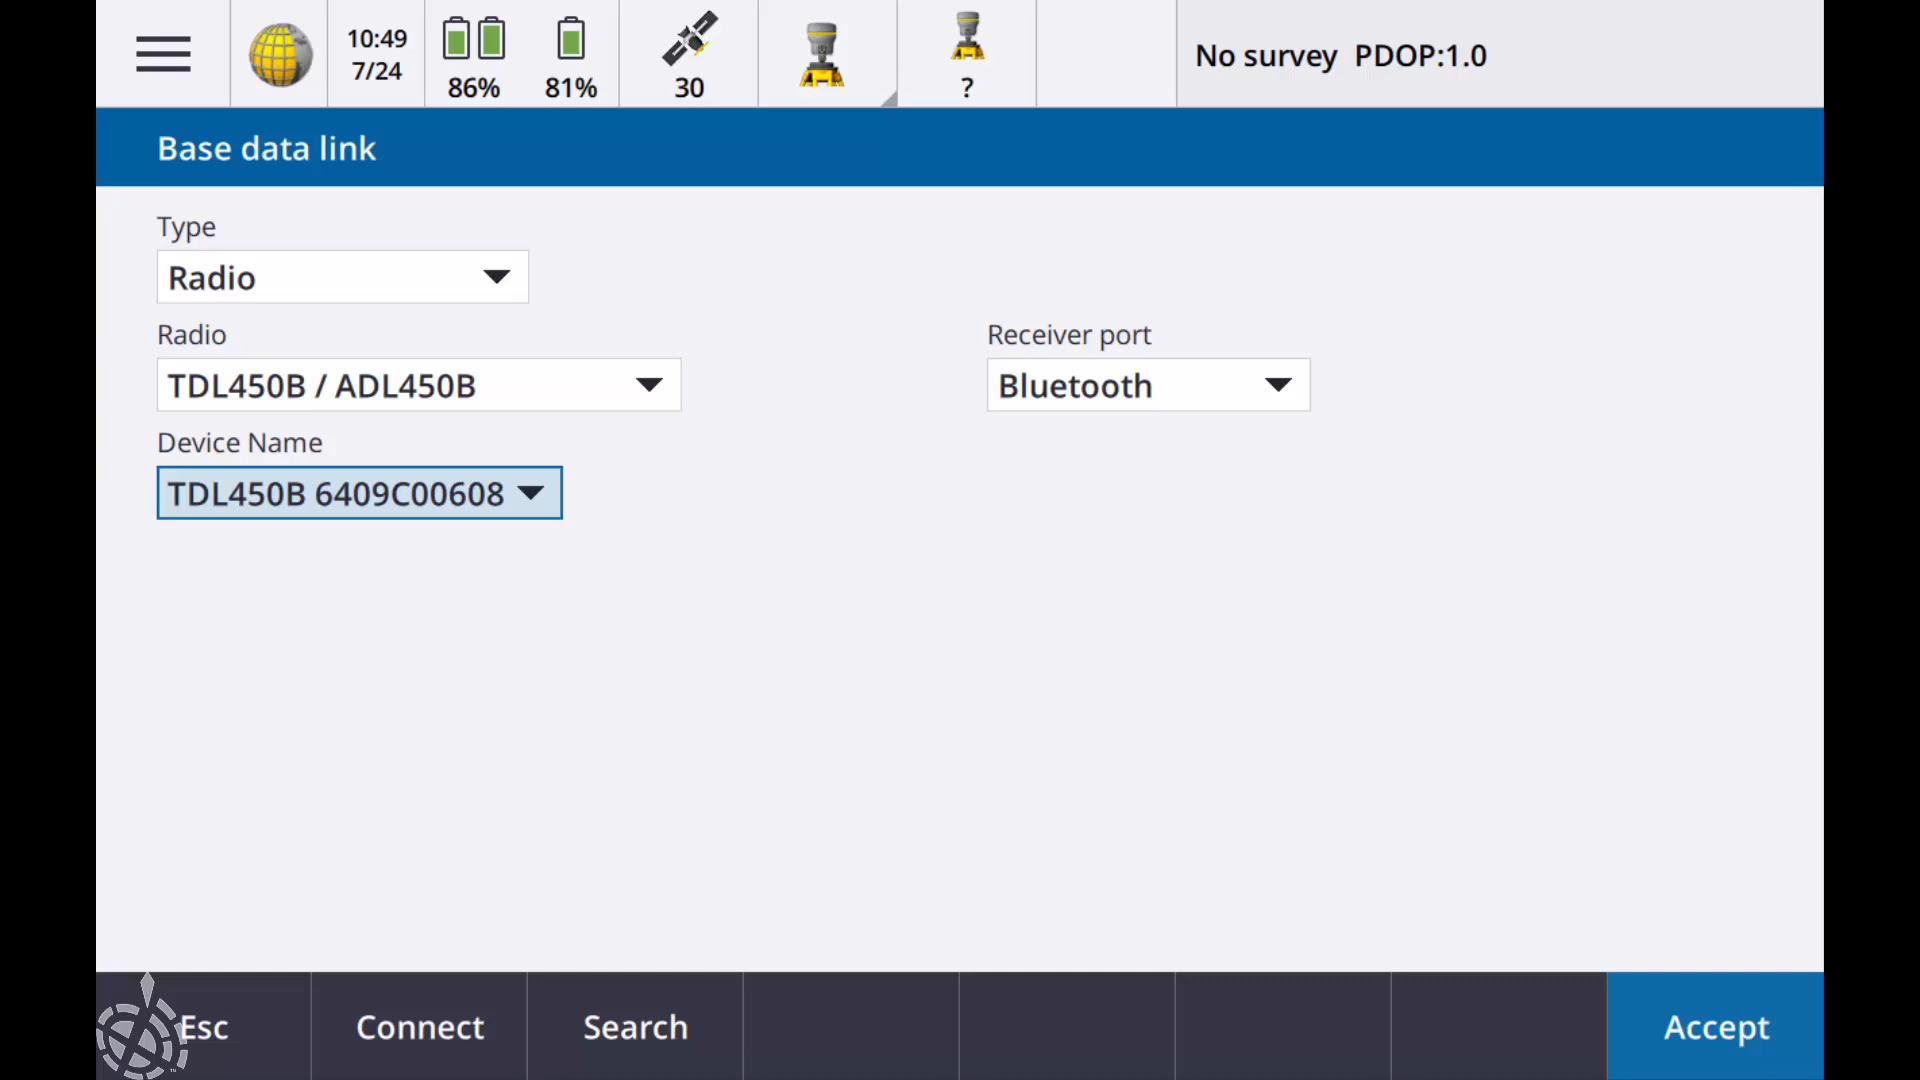 10:49
7/24
86%
81%
30
?
No survey PDOP:1.0
Base data link
Type
Radio
Radio
Receiver port
TDL450B / ADL450B
Bluetooth
Device Name
TDL450B 6409C00608
Esc
Connect
Search
Accept